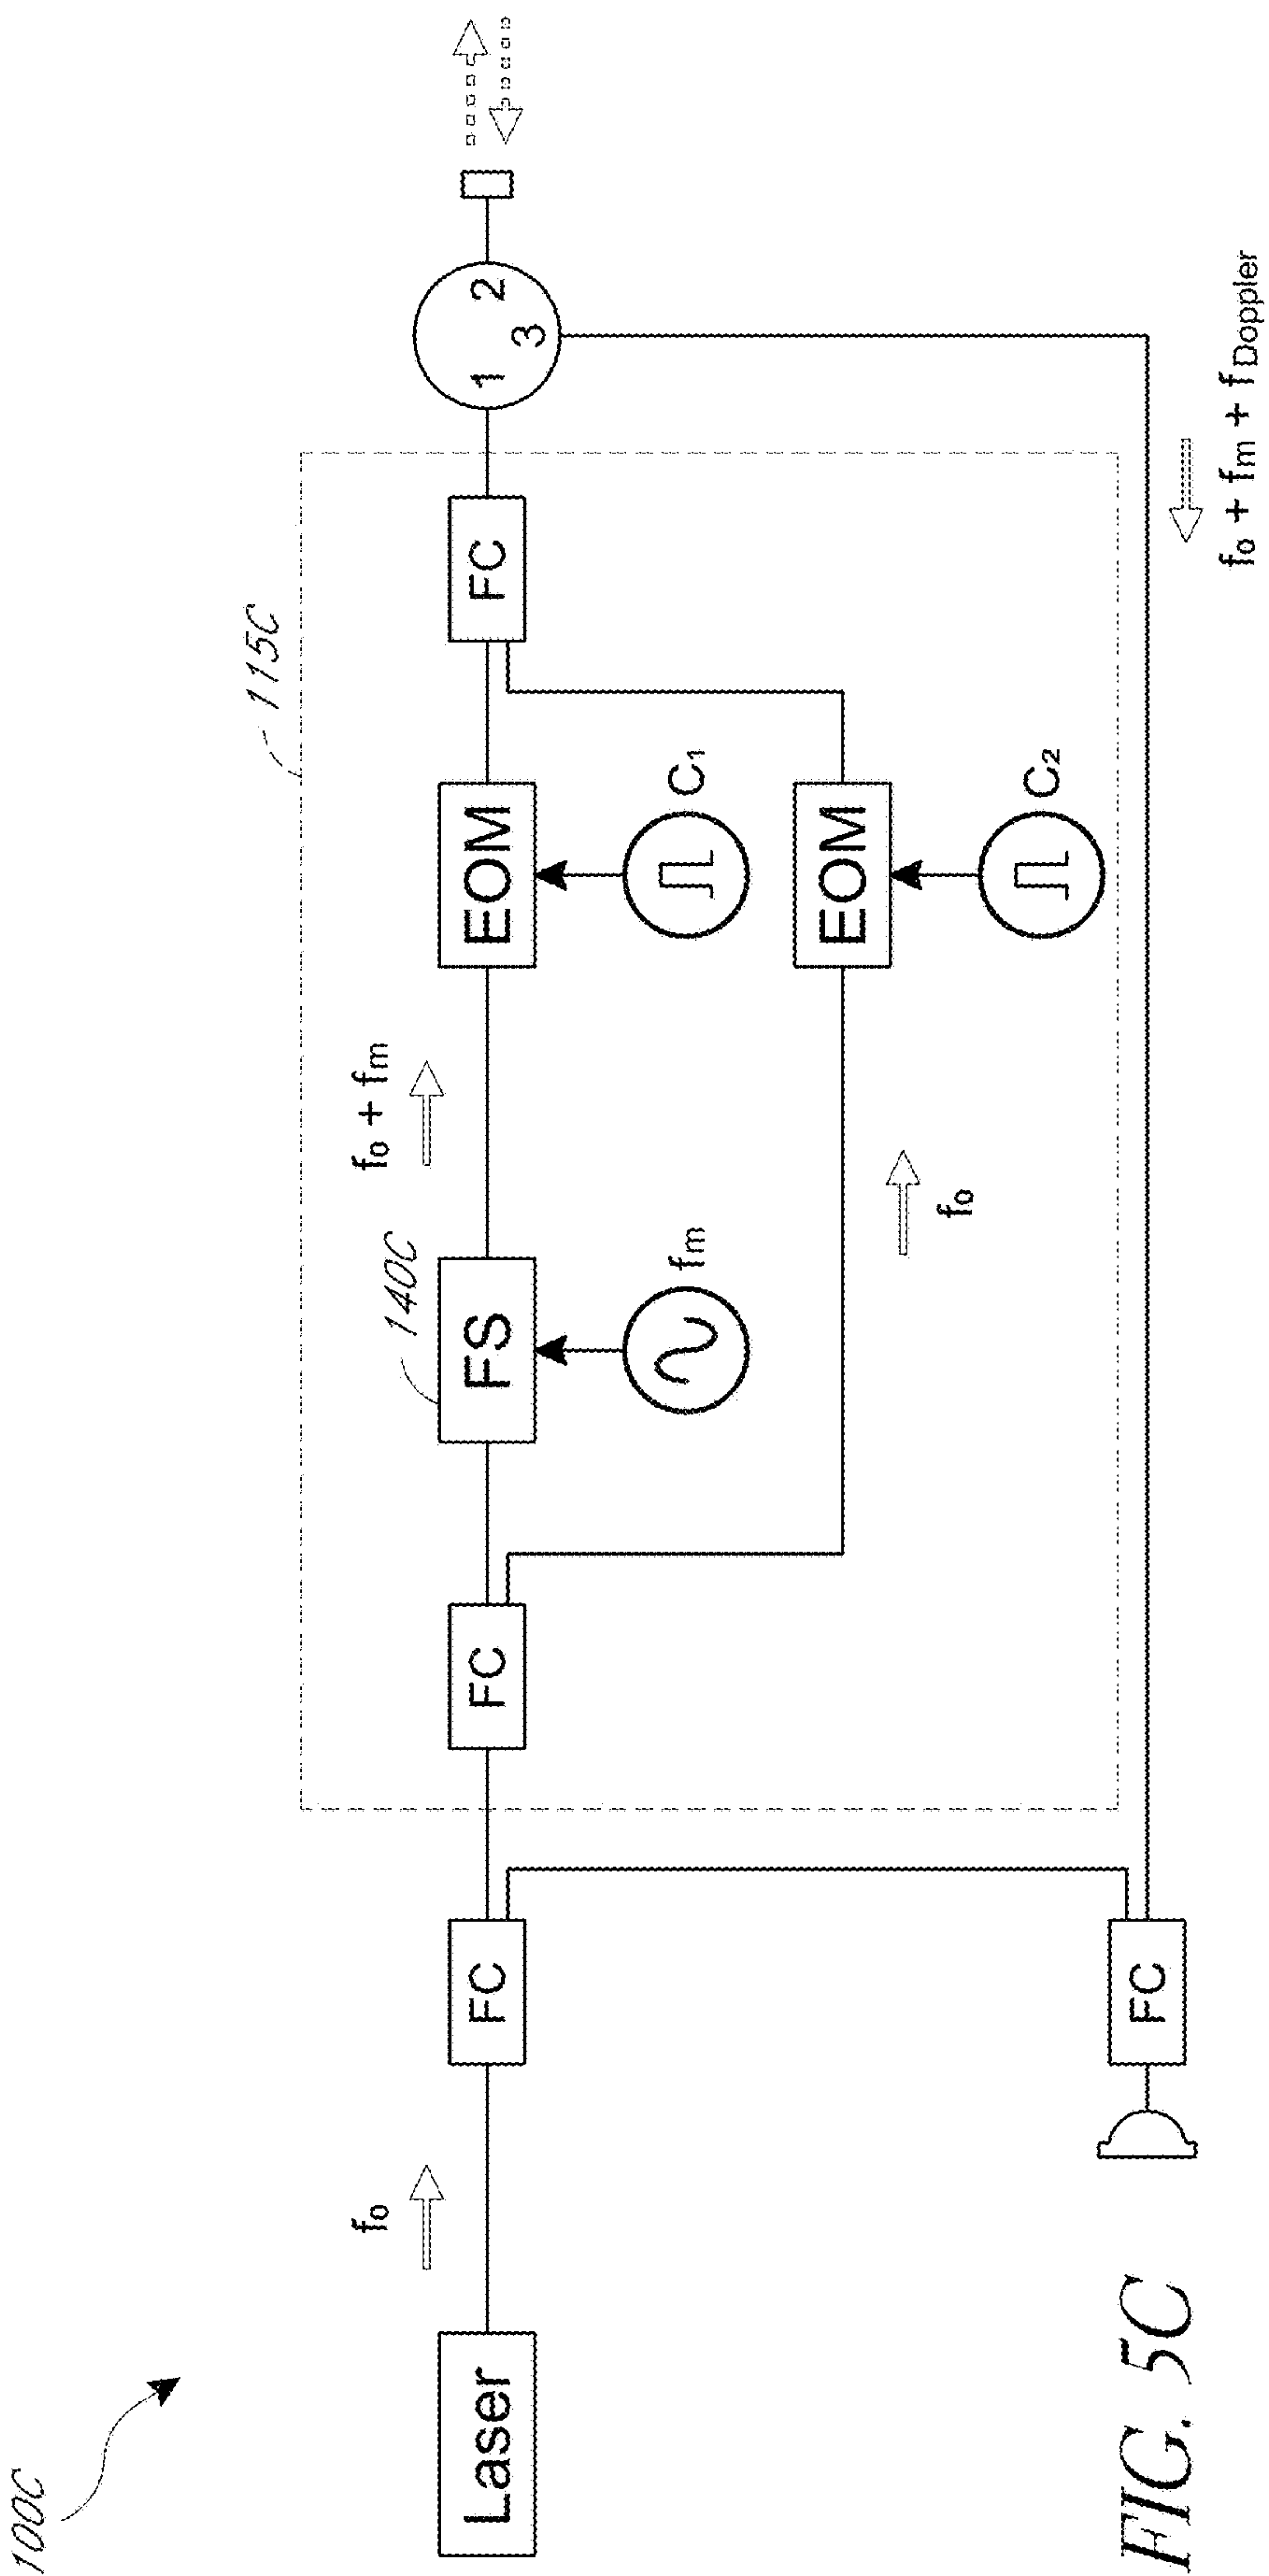 100C
115C
f₀
f₀ + fm
140C
Laser
FC
FC
FS
EOM
FC
1
2
3
fm
C₁
f₀
EOM
C₂
FC
f₀ + fm + fDoppler
FIG. 5C